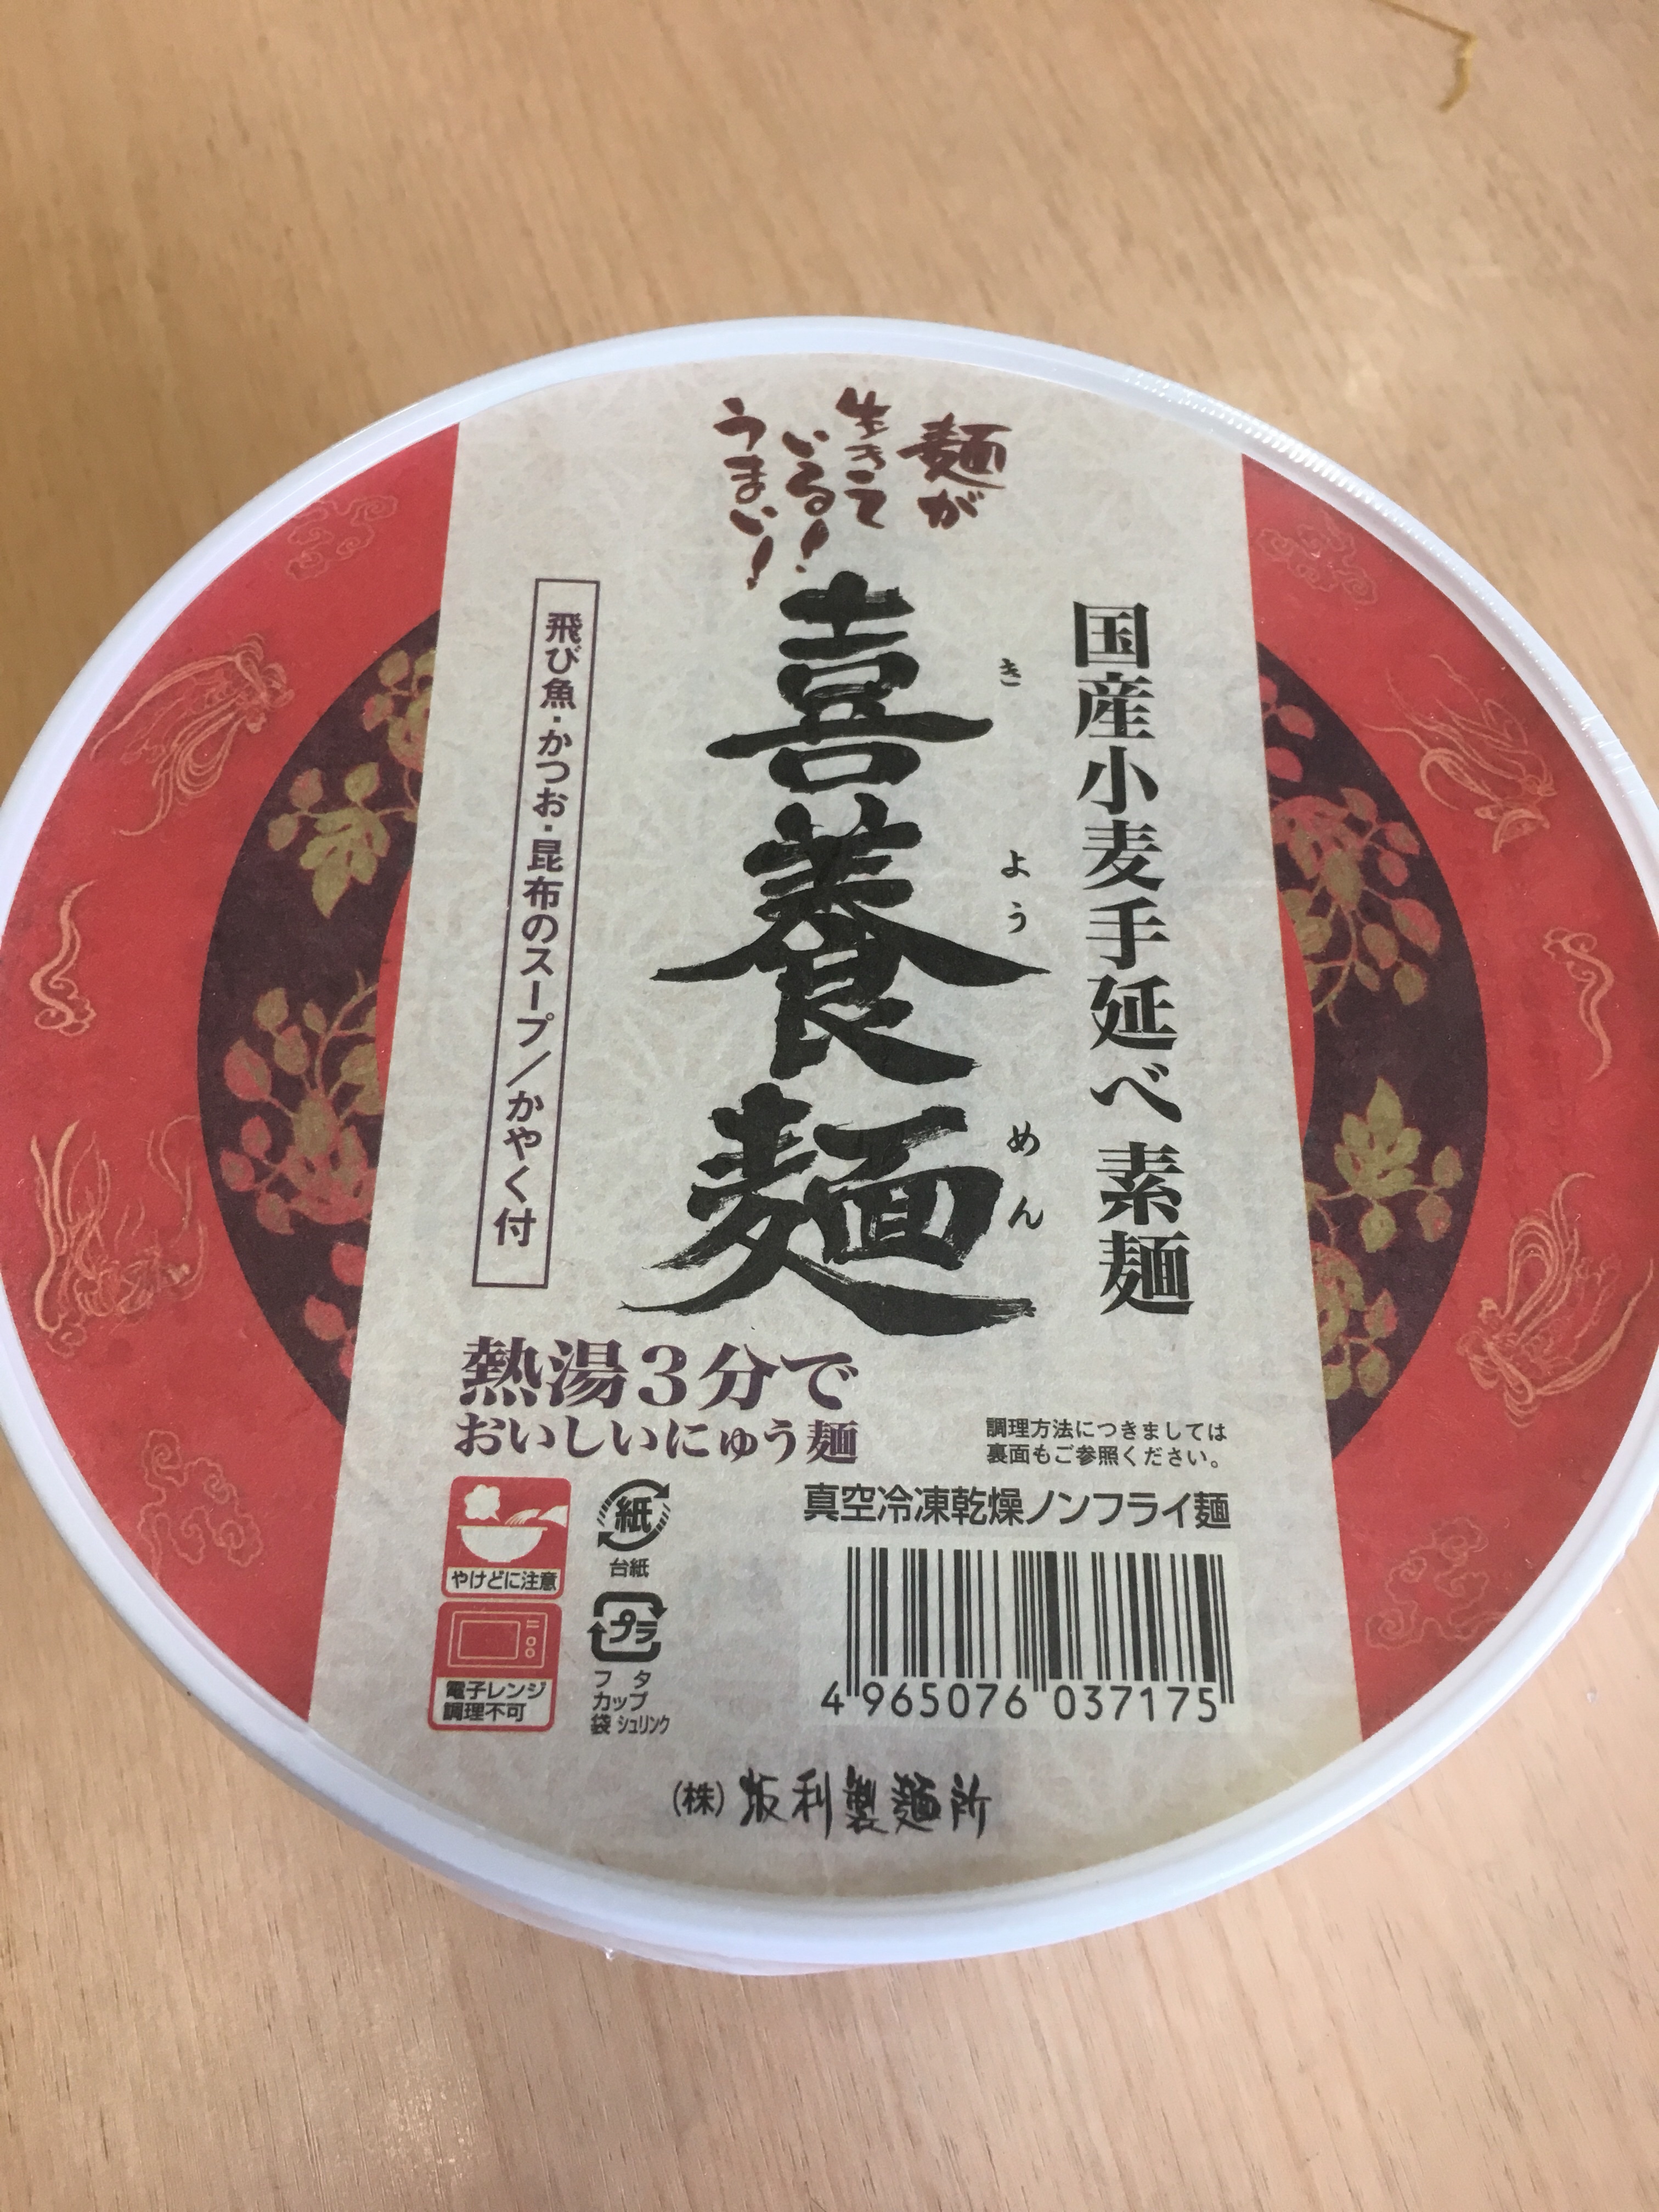 麺が
生きて
いる!
うまい!
国産小麦手延べ 素麺
きようめん
喜養麺
飛び魚・かつお・昆布のスープ/かやく付
熱湯3分で
おいしいにゅう麺
調理方法につきましては
裏面もご参照ください。
真空冷凍乾燥ノンフライ麺
やけどに注意
電子レンジ
調理不可
紙
台紙
プラ
フタ
カップ
袋 シュリンク
4 965076 037175
(株)坂利製麺所